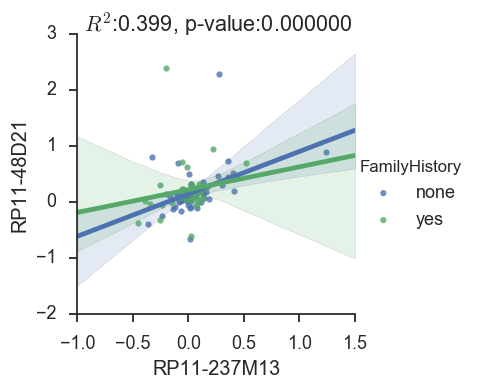 R²:0.399, p-value:0.000000
3
2
1
0
−1
−2
RP11-48D21
−1.0 −0.5 0.0 0.5 1.0 1.5
RP11-237M13
FamilyHistory
none
yes